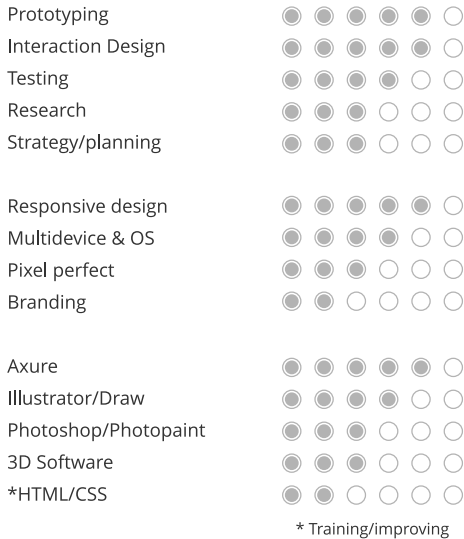 Prototyping
Interaction Design
Testing
Research
Strategy/planning
Responsive design
Multidevice & OS
Pixel perfect
Branding
Axure
Illustrator/Draw
Photoshop/Photopaint
3D Software
*HTML/CSS
* Training/improving